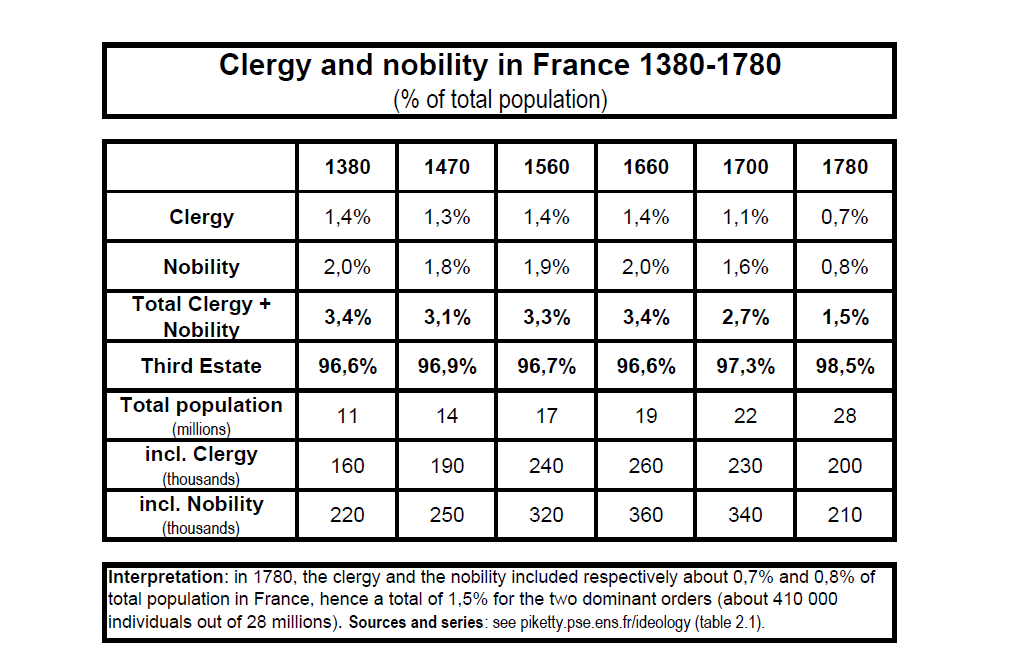 Clergy and nobility in France 1380-1780
(% of total population)
1380 1470 1560 1660 1700 1780
Clergy 1,4% 1,3% 1,4% 1,4% 1,1% 0,7%
Nobility 2,0% 1,8% 1,9% 2,0% 1,6% 0,8%
Total Clergy +
Nobility 3,4% 3,1% 3,3% 3,4% 2,7% 1,5%
Third Estate 96,6% 96,9% 96,7% 96,6% 97,3% 98,5%
Total population
(millions) 11 14 17 19 22 28
incl. Clergy
(thousands) 160 190 240 260 230 200
incl. Nobility
(thousands) 220 250 320 360 340 210
Interpretation: in 1780, the clergy and the nobility included respectively about 0,7% and 0,8% of
total population in France, hence a total of 1,5% for the two dominant orders (about 410 000
individuals out of 28 millions). Sources and series: see piketty.pse.ens.fr/ideology (table 2.1).